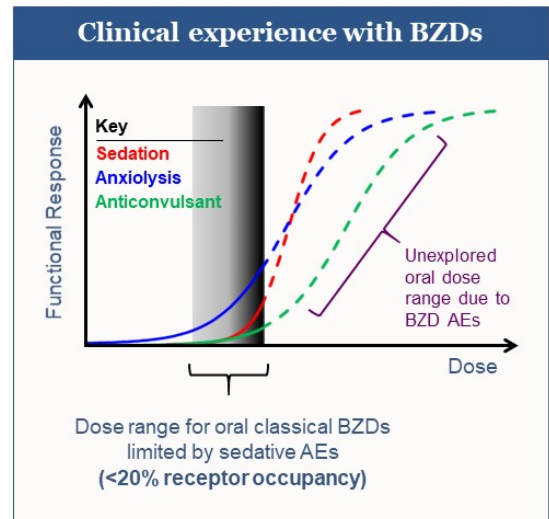 Clinical experience with BZDs
Functional Response
Key
Sedation
Anxiolysis
Anticonvulsant
Unexplored
oral dose
range due to
BZD AEs
Dose
Dose range for oral classical BZDs
limited by sedative AEs
(<20% receptor occupancy)